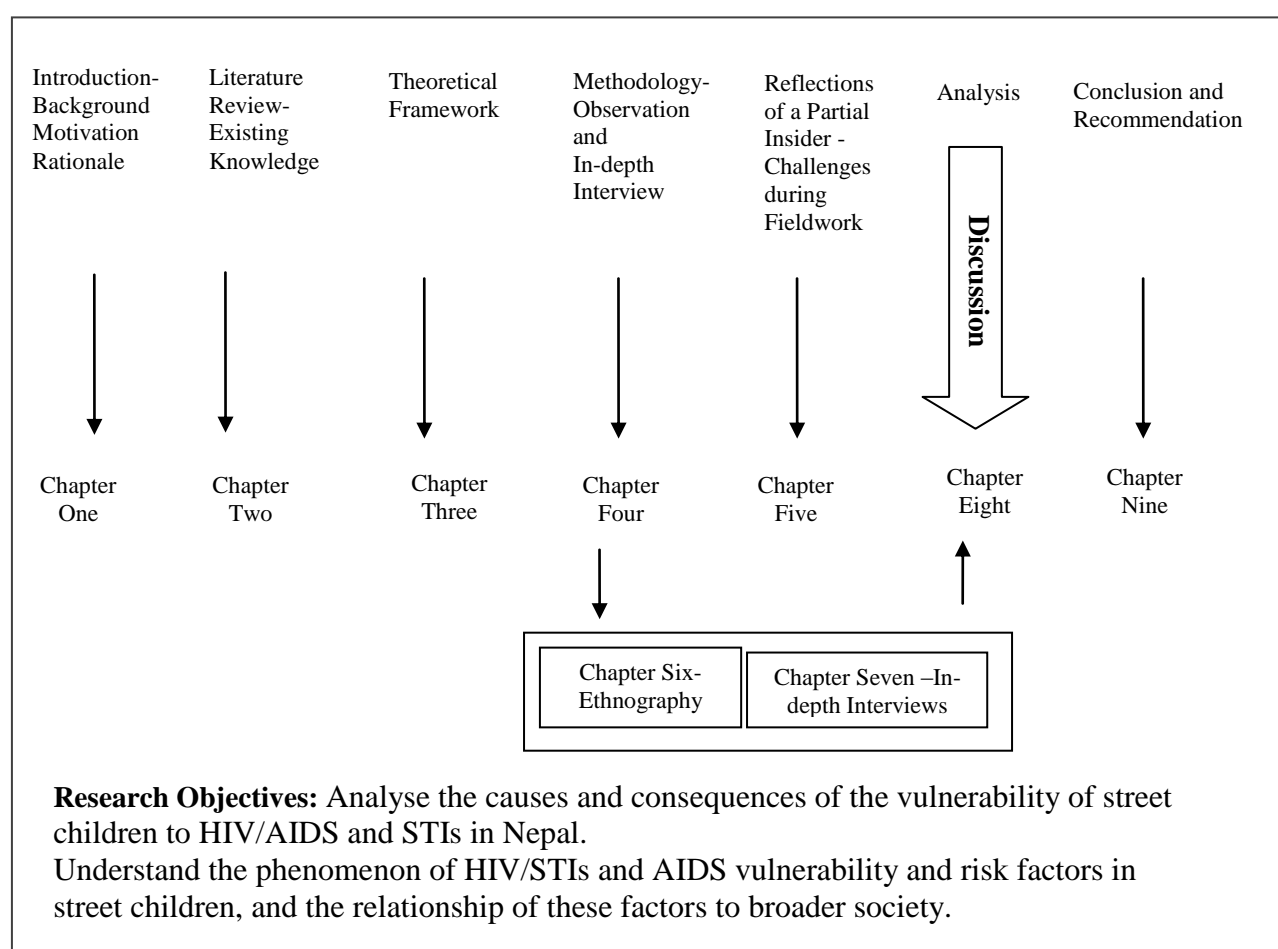 Introduction-
Background
Motivation
Rationale
Literature
Review-
Existing
Knowledge
Theoretical
Framework
Methodology-
Observation
and
In-depth
Interview
Reflections
of a Partial
Insider -
Challenges
during
Fieldwork
Analysis
Conclusion and
Recommendation
Discussion
Chapter
One
Chapter
Two
Chapter
Three
Chapter
Four
Chapter
Five
Chapter
Eight
Chapter
Nine
Chapter Six-
Ethnography
Chapter Seven –In-
depth Interviews
Research Objectives: Analyse the causes and consequences of the vulnerability of street
children to HIV/AIDS and STIs in Nepal.
Understand the phenomenon of HIV/STIs and AIDS vulnerability and risk factors in
street children, and the relationship of these factors to broader society.